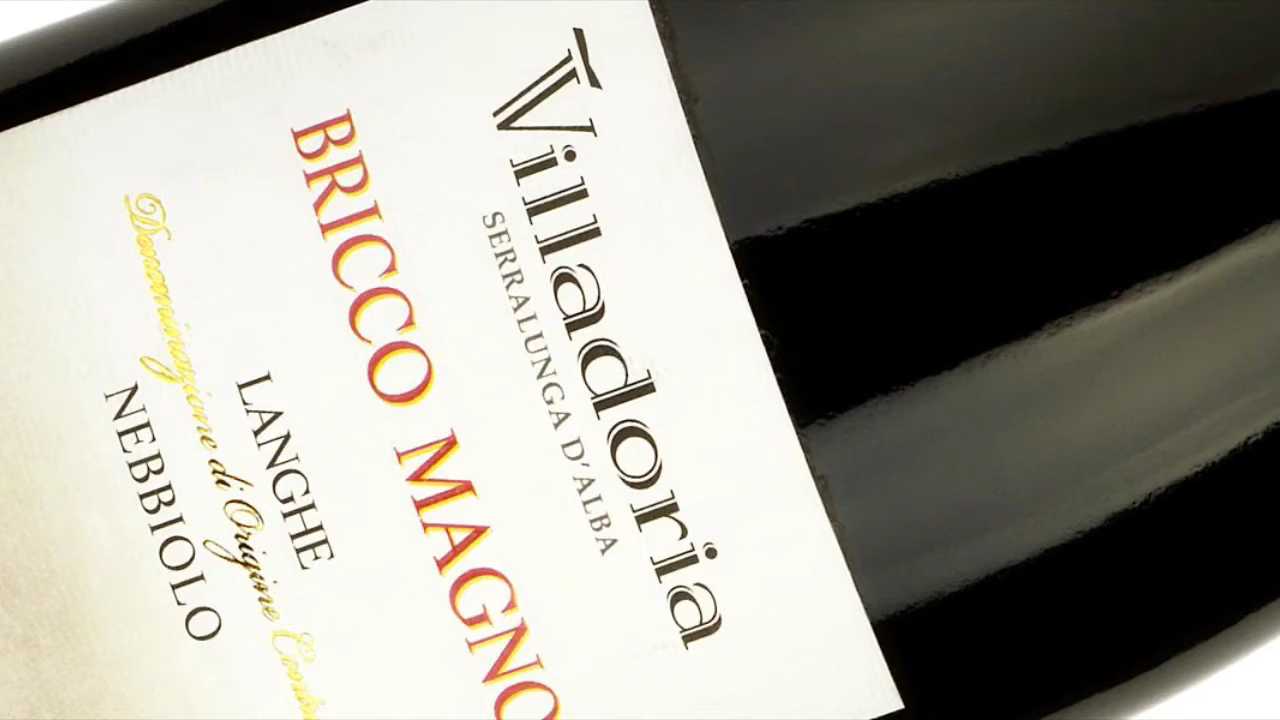 Villadoria
SERRALUNGA D'ALBA
BRICCO MAGNO
LANGHE
Denominazione di Origine
NEBBIOLO